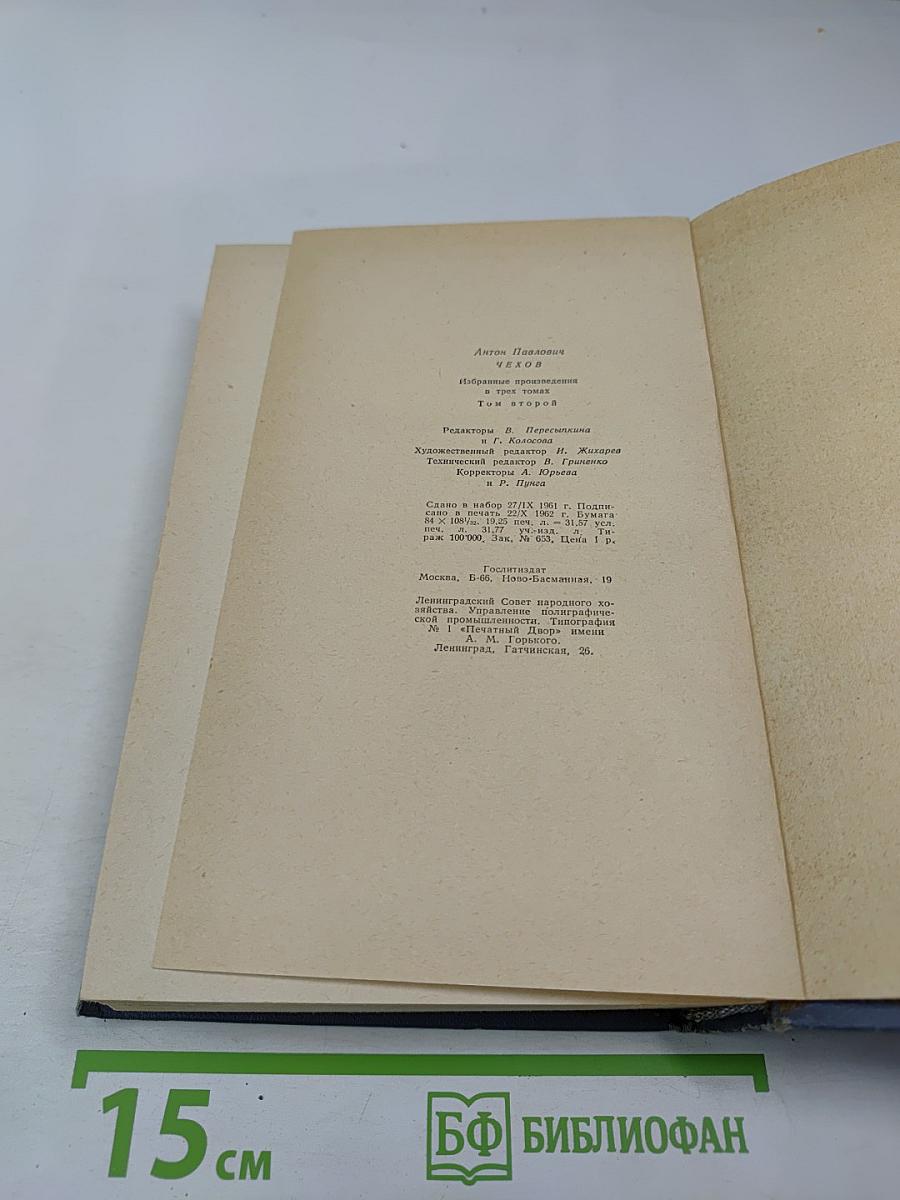 Антон Павлович
ЧЕХОВ
Избранные произведения
в трех томах
Том второй
Редакторы В. Пересыпкина
и Г. Колосова
Художественный редактор И. Жихарев
Технический редактор В. Гриненко
Корректоры А. Юрьева
и Р. Пунга
Сдано в набор 27/IX 1961 г. Подпи-
сано в печать 22/X 1962 г. Бумага
84 × 108¹/₃₂. 19,25 печ. л. = 31,57 усл.
печ. л. 31,77 уч.-изд. л. Ти-
раж 100 000. Зак. № 653. Цена 1 р.
Гослитиздат
Москва, Б-66, Ново-Басманная, 19
Ленинградский Совет народного хо-
зяйства. Управление полиграфиче-
ской промышленности. Типография
№ 1 «Печатный Двор» имени
А. М. Горького.
Ленинград, Гатчинская, 26.
15 см
БФ БИБЛИОФАН